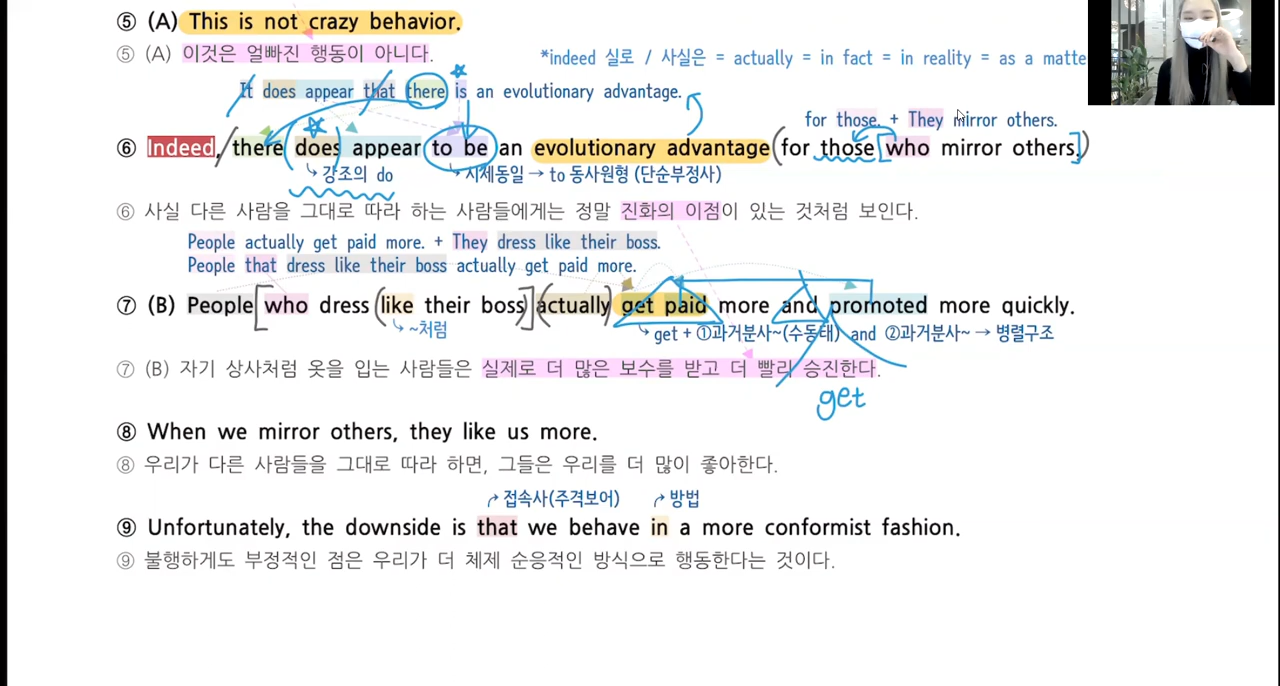 ⑤ (A) This is not crazy behavior.
⑤ (A) 이것은 얼빠진 행동이 아니다.
*indeed 실로 / 사실은 = actually = in fact = in reality = as a matte
It does appear that there is an evolutionary advantage.
for those. + They mirror others.
⑥ Indeed, there does appear to be an evolutionary advantage (for those [who mirror others.])
강조의 do
시제동일 → to 동사원형 (단순부정사)
⑥ 사실 다른 사람을 그대로 따라 하는 사람들에게는 정말 진화의 이점이 있는 것처럼 보인다.
People actually get paid more. + They dress like their boss.
People that dress like their boss actually get paid more.
⑦ (B) People [who dress (like their boss)] (actually) get paid more and promoted more quickly.
~처럼
get + ①과거분사~(수동태) and ②과거분사~ → 병렬구조
⑦ (B) 자기 상사처럼 옷을 입는 사람들은 실제로 더 많은 보수를 받고 더 빨리 승진한다.
get
⑧ When we mirror others, they like us more.
⑧ 우리가 다른 사람들을 그대로 따라 하면, 그들은 우리를 더 많이 좋아한다.
접속사(주격보어) 방법
⑨ Unfortunately, the downside is that we behave in a more conformist fashion.
⑨ 불행하게도 부정적인 점은 우리가 더 체제 순응적인 방식으로 행동한다는 것이다.